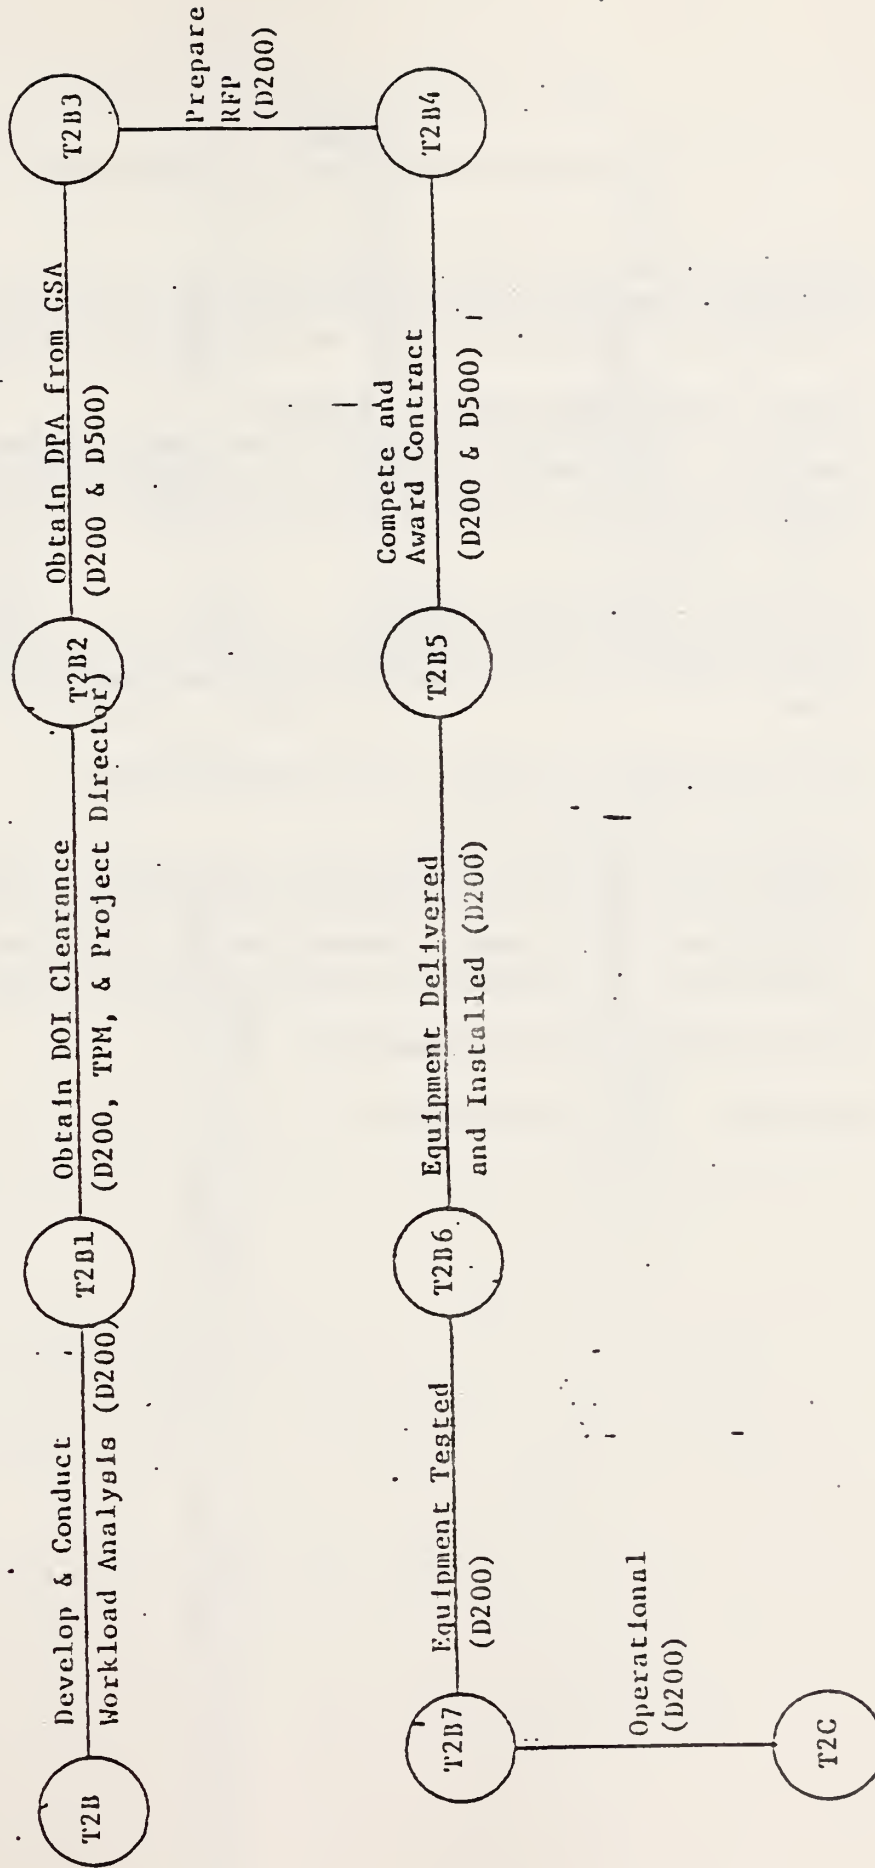 T2B
Develop & Conduct
Workload Analysis (D200)
T2B1
Obtain DOI Clearance
(D200, TPM, & Project Director)
T2B2
Obtain DPA from GSA
(D200 & D500)
T2B3
Prepare
RFP
(D200)
T2B4
Compete and
Award Contract
(D200 & D500)
T2B5
Equipment Delivered
and Installed (D200)
T2B6
Equipment Tested
(D200)
T2B7
Operational
(D200)
T2C